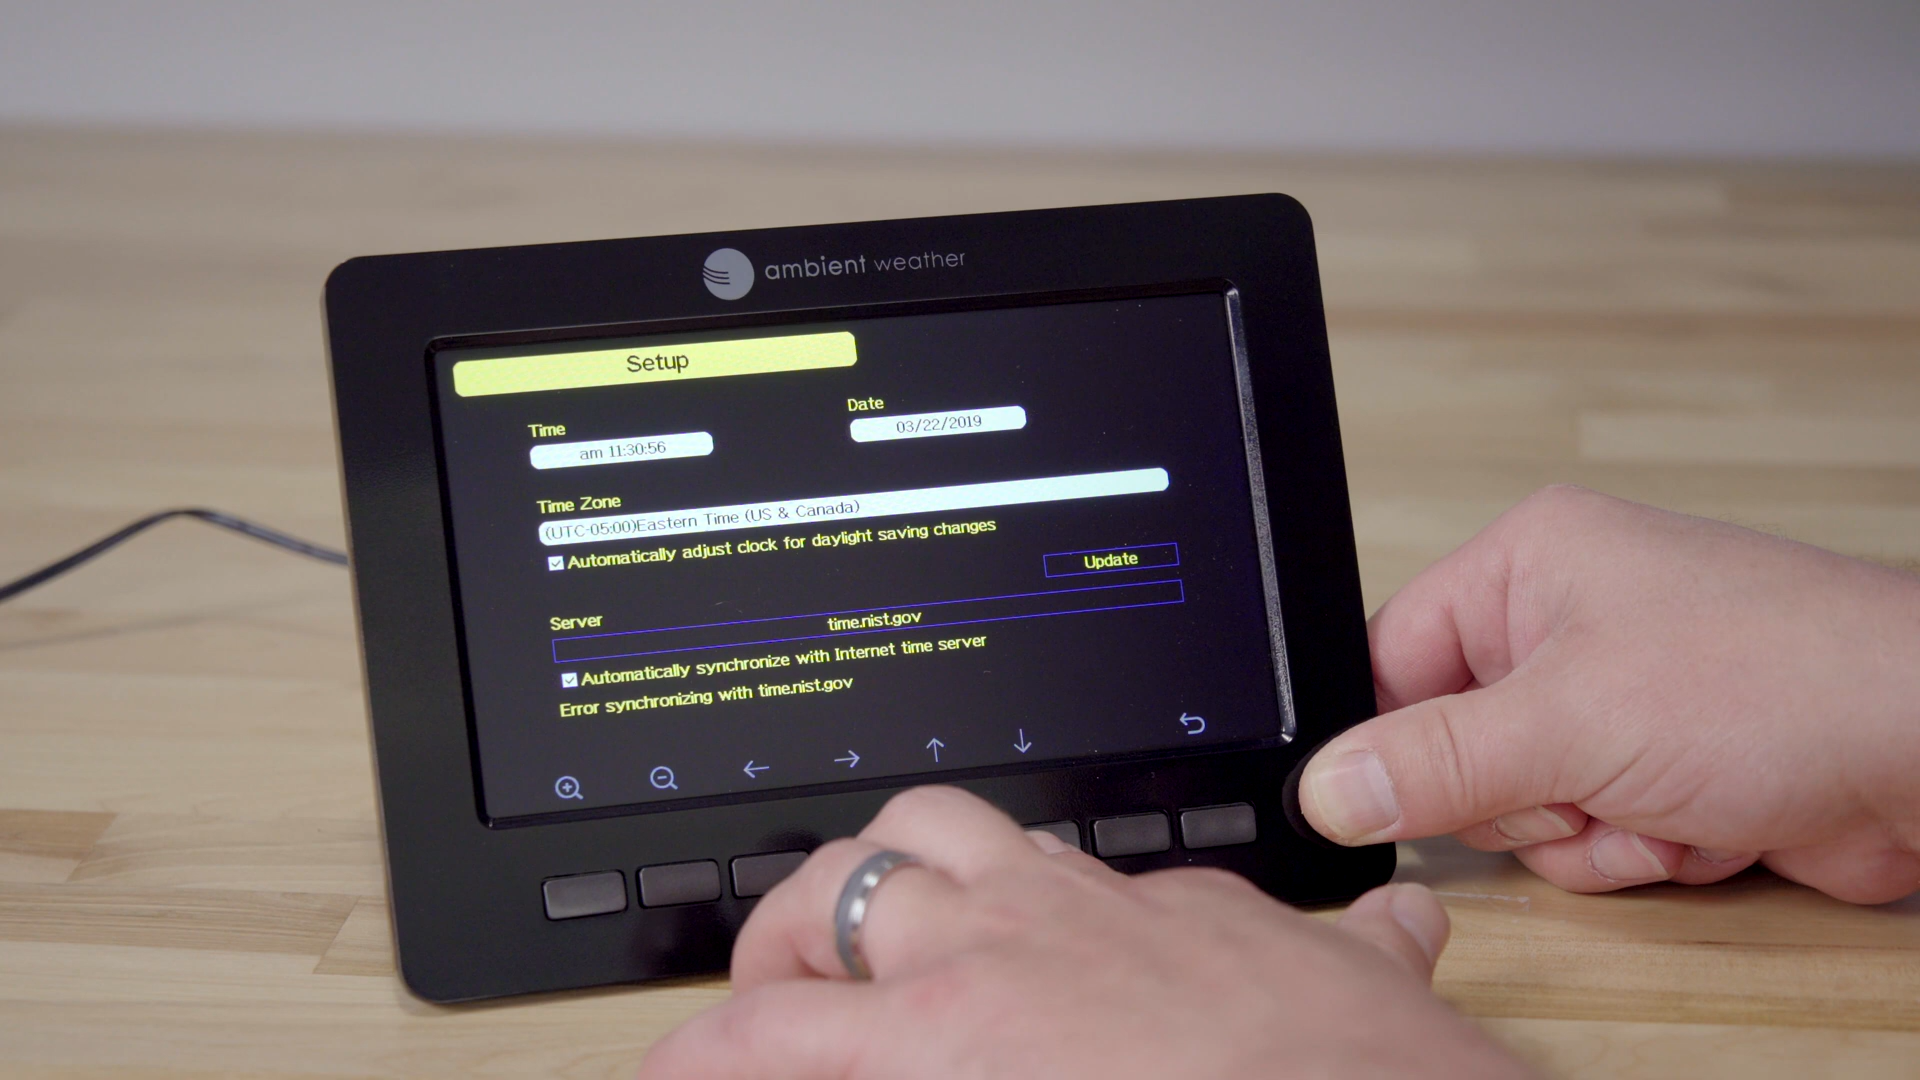 ambient weather
Setup
Time
Date
am 11:30:56
03/22/2019
Time Zone
(UTC-05:00)Eastern Time (US & Canada)
Automatically adjust clock for daylight saving changes
Update
Server
time.nist.gov
Automatically synchronize with Internet time server
Error synchronizing with time.nist.gov